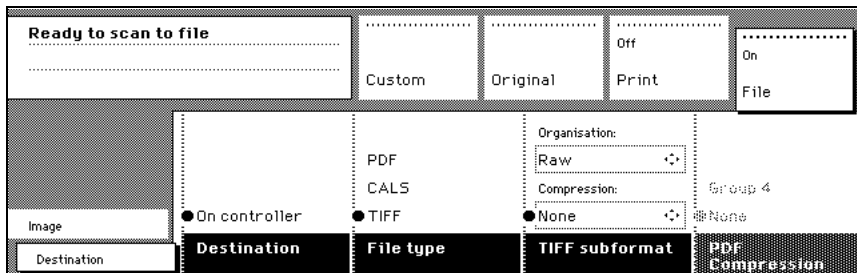 Ready to scan to file
Custom
Original
Off
Print
On
File
Image
Destination
On controller
Destination
PDF
CALS
TIFF
File type
Organisation:
Raw
Compression:
None
TIFF subformat
Group 4
None
PDF
Compression